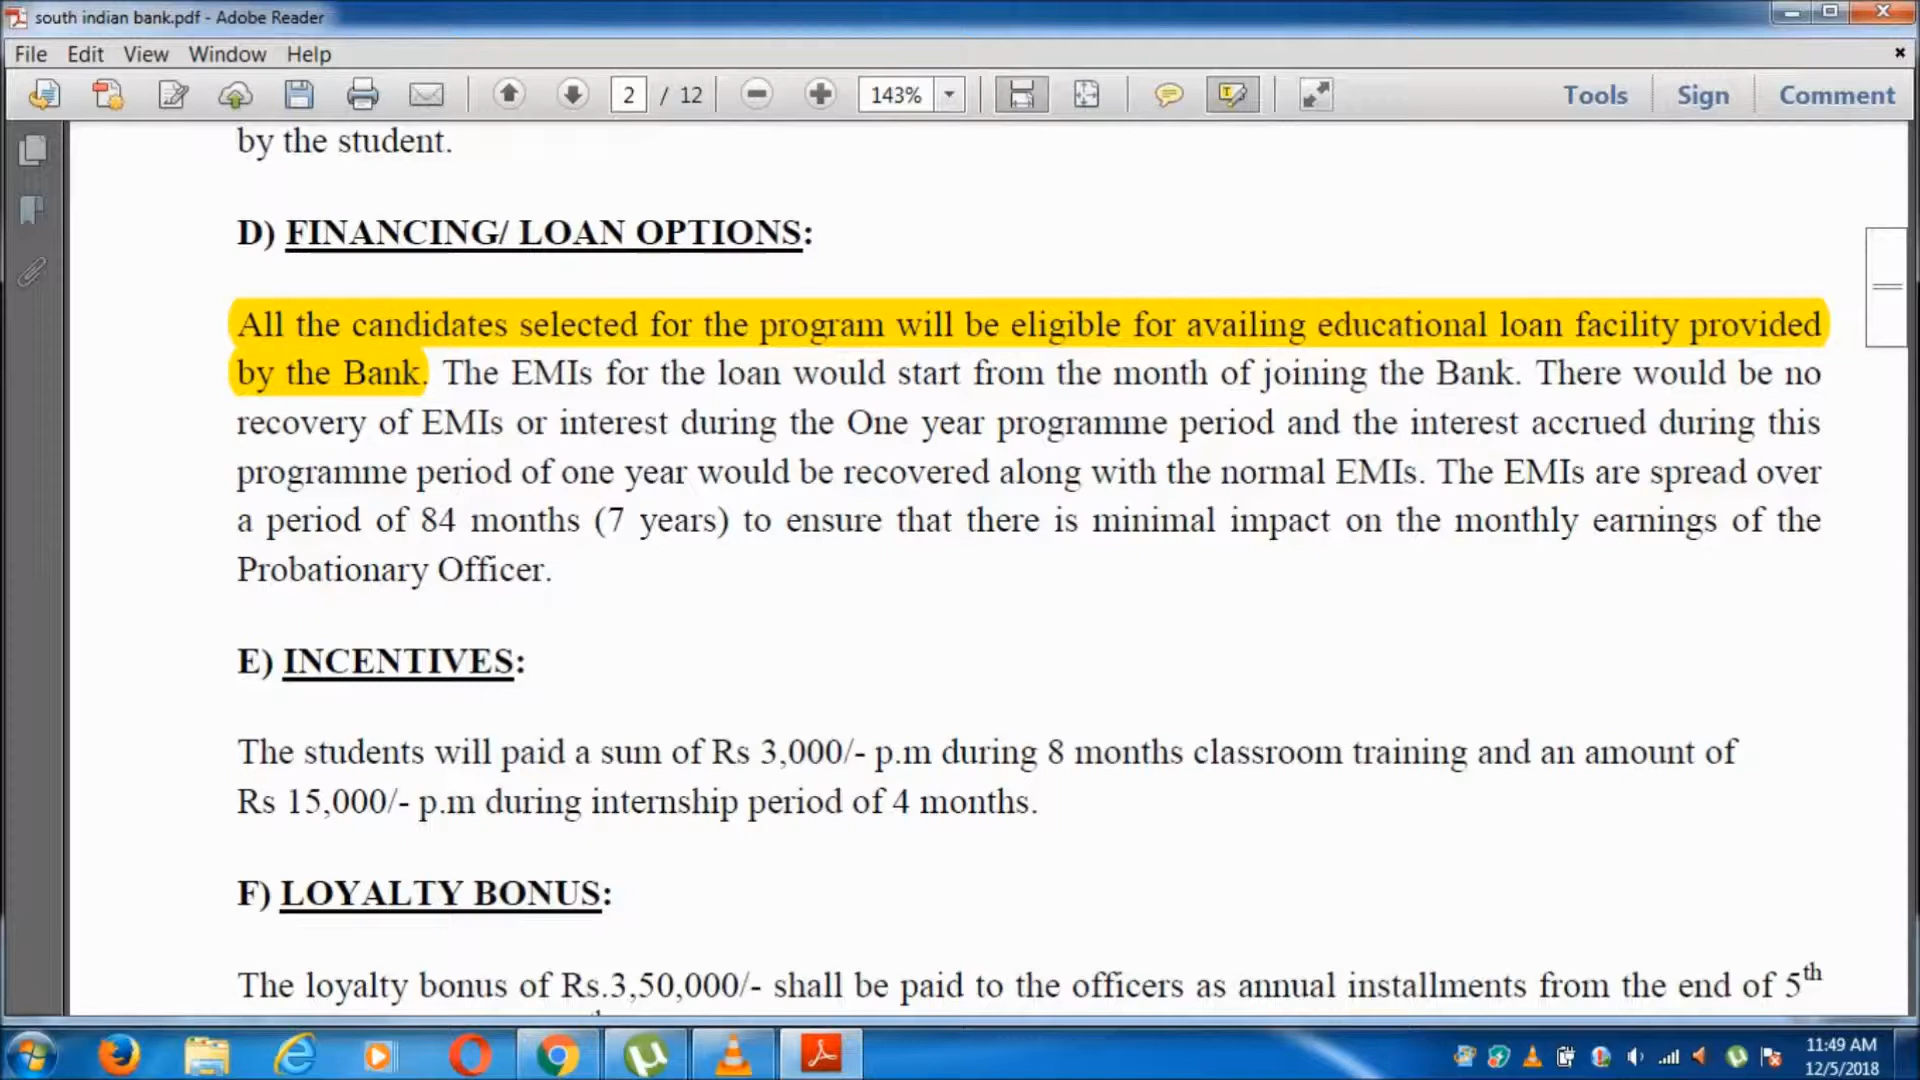 south indian bank.pdf - Adobe Reader
File Edit View Window Help
2 / 12 143% Tools Sign Comment
by the student.
D) FINANCING/ LOAN OPTIONS:
All the candidates selected for the program will be eligible for availing educational loan facility provided
by the Bank. The EMIs for the loan would start from the month of joining the Bank. There would be no
recovery of EMIs or interest during the One year programme period and the interest accrued during this
programme period of one year would be recovered along with the normal EMIs. The EMIs are spread over
a period of 84 months (7 years) to ensure that there is minimal impact on the monthly earnings of the
Probationary Officer.
E) INCENTIVES:
The students will paid a sum of Rs 3,000/- p.m during 8 months classroom training and an amount of
Rs 15,000/- p.m during internship period of 4 months.
F) LOYALTY BONUS:
The loyalty bonus of Rs.3,50,000/- shall be paid to the officers as annual installments from the end of 5th
11:49 AM
12/5/2018